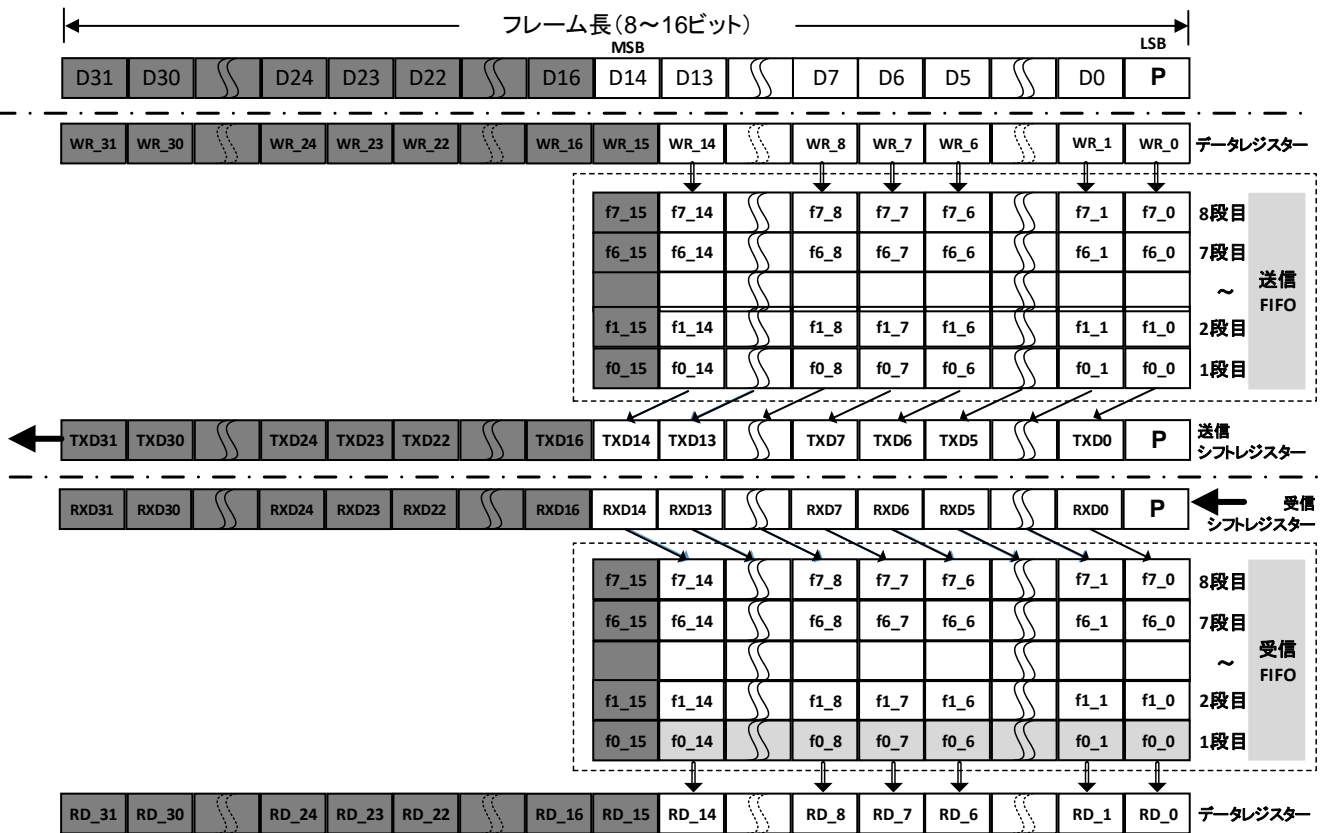 フレーム長(8～16ビット)
MSB LSB
D31 D30 D24 D23 D22 D16 D14 D13 D7 D6 D5 D0 P
WR_31 WR_30 WR_24 WR_23 WR_22 WR_16 WR_15 WR_14 WR_8 WR_7 WR_6 WR_1 WR_0 データレジスター
f7_15 f7_14 f7_8 f7_7 f7_6 f7_1 f7_0 8段目
f6_15 f6_14 f6_8 f6_7 f6_6 f6_1 f6_0 7段目
～
送信
FIFO
f1_15 f1_14 f1_8 f1_7 f1_6 f1_1 f1_0 2段目
f0_15 f0_14 f0_8 f0_7 f0_6 f0_1 f0_0 1段目
TXD31 TXD30 TXD24 TXD23 TXD22 TXD16 TXD14 TXD13 TXD7 TXD6 TXD5 TXD0 P
送信
シフトレジスター
RXD31 RXD30 RXD24 RXD23 RXD22 RXD16 RXD14 RXD13 RXD7 RXD6 RXD5 RXD0 P
受信
シフトレジスター
f7_15 f7_14 f7_8 f7_7 f7_6 f7_1 f7_0 8段目
f6_15 f6_14 f6_8 f6_7 f6_6 f6_1 f6_0 7段目
～
受信
FIFO
f1_15 f1_14 f1_8 f1_7 f1_6 f1_1 f1_0 2段目
f0_15 f0_14 f0_8 f0_7 f0_6 f0_1 f0_0 1段目
RD_31 RD_30 RD_24 RD_23 RD_22 RD_16 RD_15 RD_14 RD_8 RD_7 RD_6 RD_1 RD_0 データレジスター